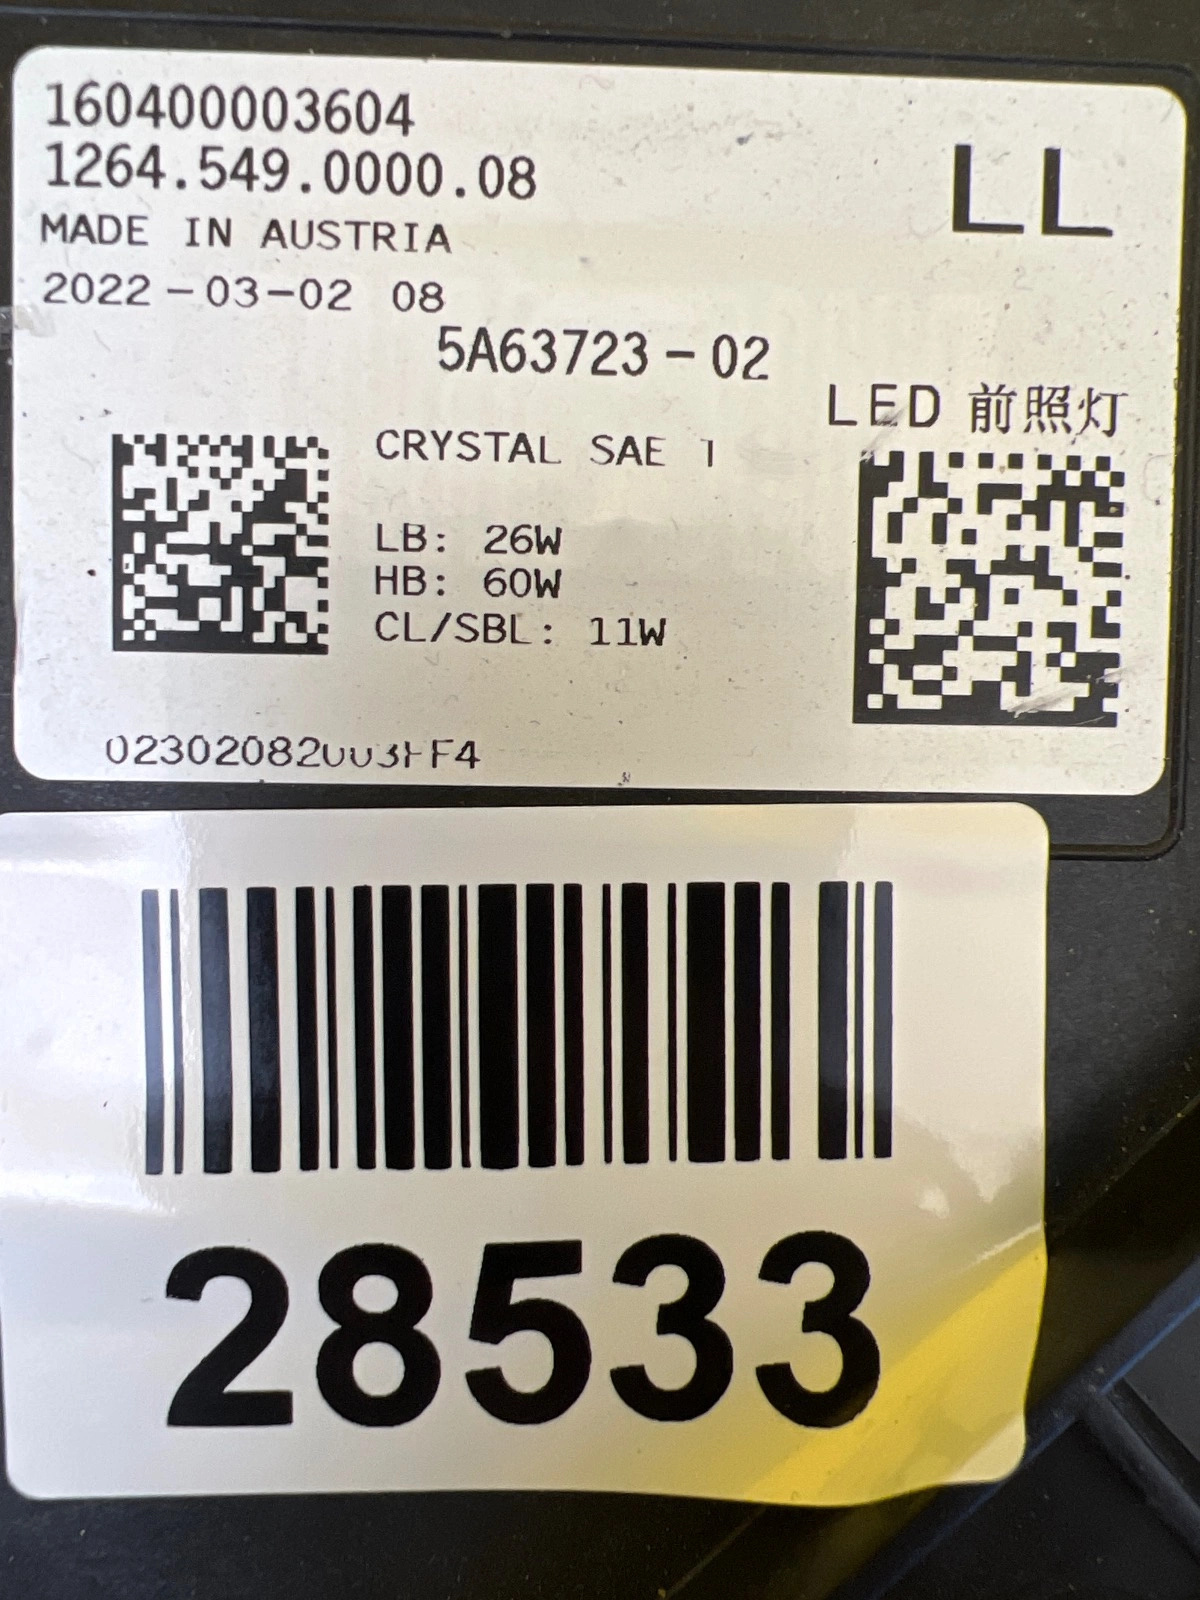 160400003604
1264.549.0000.08
LL
MADE IN AUSTRIA
2022-03-02 08
5A63723-02
LED 前照灯
CRYSTAL SAE
LB: 26W
HB: 60W
CL/SBL: 11W
28533